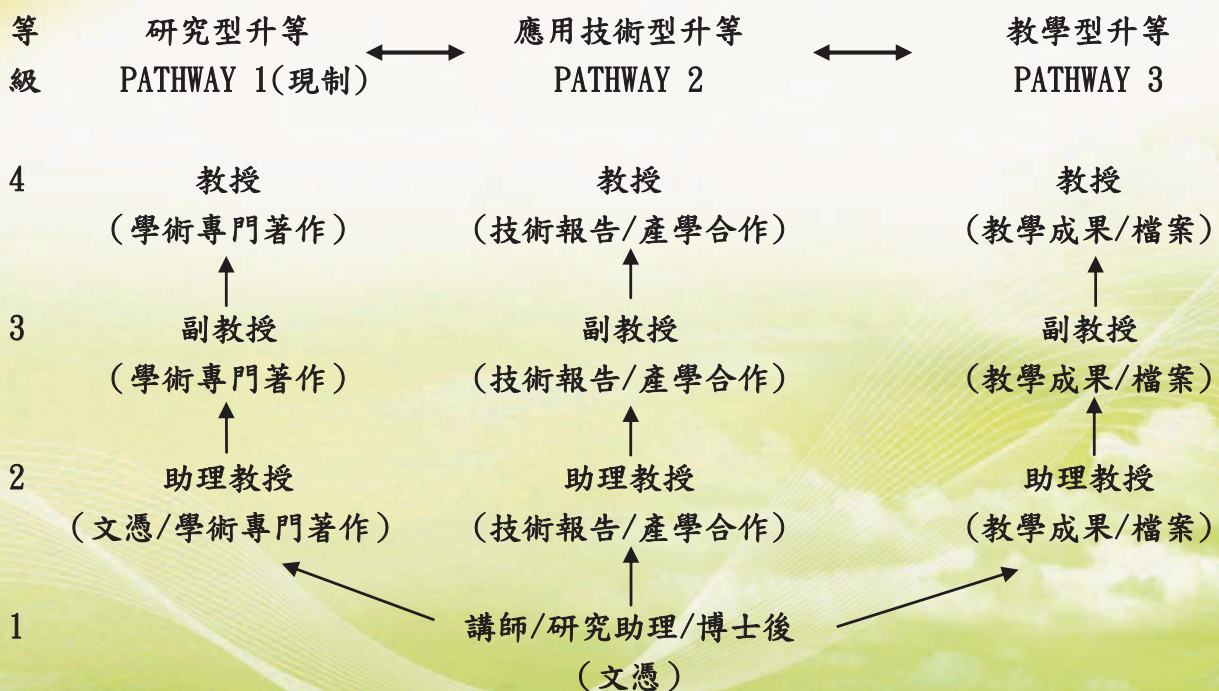 等 研究型升等 應用技術型升等 教學型升等
級 PATHWAY 1(現制) PATHWAY 2 PATHWAY 3
4 教授 教授 教授
(學術專門著作) (技術報告/產學合作) (教學成果/檔案)
3 副教授 副教授 副教授
(學術專門著作) (技術報告/產學合作) (教學成果/檔案)
2 助理教授 助理教授 助理教授
(文憑/學術專門著作) (技術報告/產學合作) (教學成果/檔案)
1 講師/研究助理/博士後
(文憑)